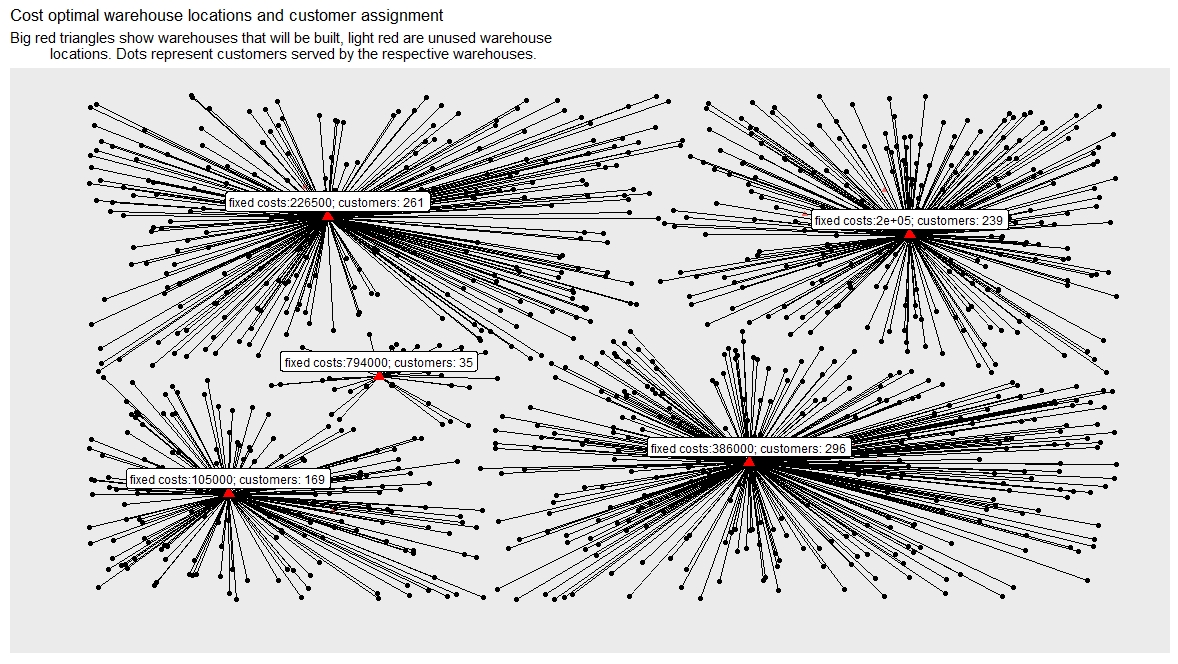 Cost optimal warehouse locations and customer assignment
Big red triangles show warehouses that will be built, light red are unused warehouse
locations. Dots represent customers served by the respective warehouses.
fixed costs:226500; customers: 261
fixed costs:2e+05; customers: 239
fixed costs:794000; customers: 35
fixed costs:386000; customers: 296
fixed costs:105000; customers: 169